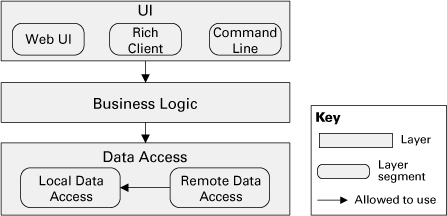 UI
Web UI
Rich
Client
Command
Line
Business Logic
Data Access
Local Data
Access
Remote Data
Access
Key
Layer
Layer
segment
Allowed to use